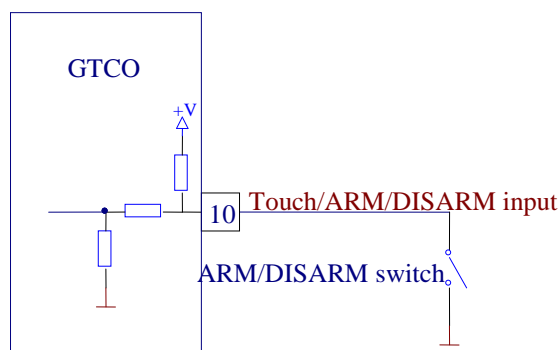 GTCO
+V
10
Touch/ARM/DISARM input
ARM/DISARM switch